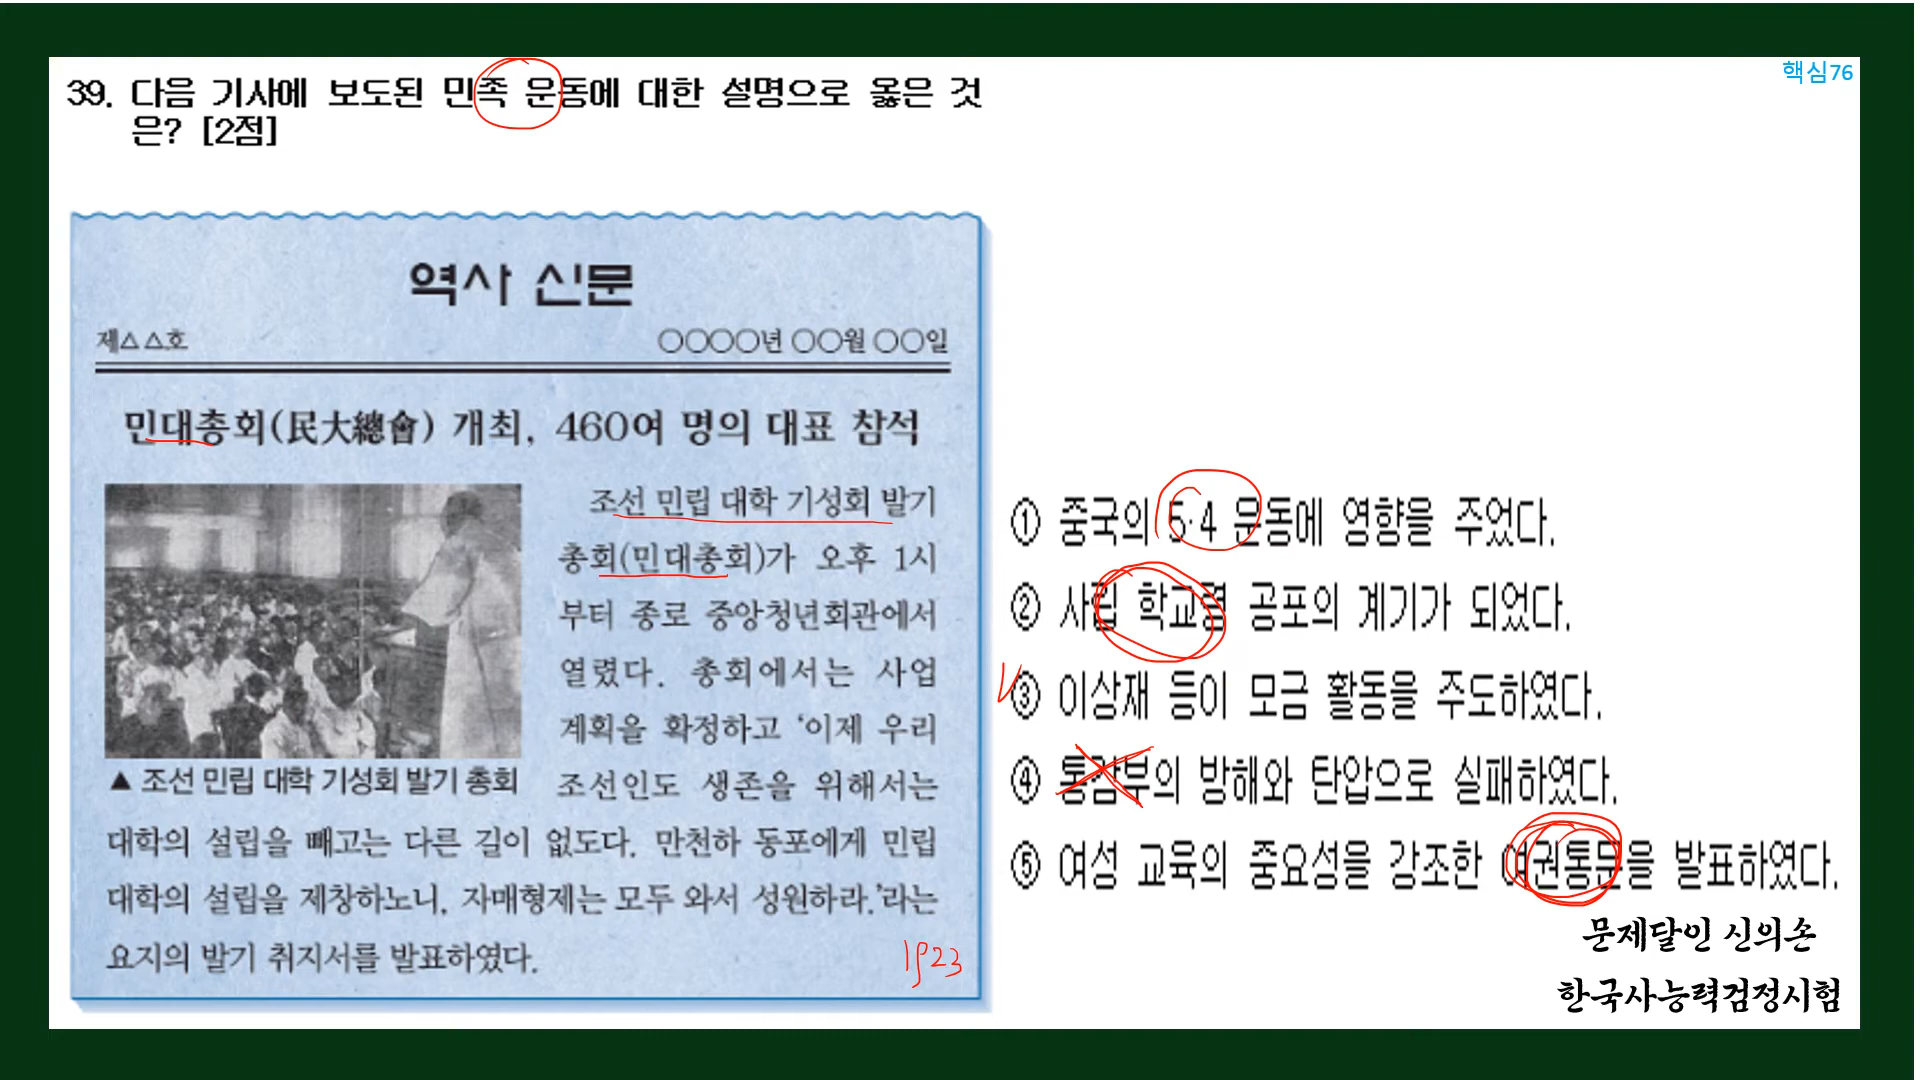 핵심76
39. 다음 기사에 보도된 민족 운동에 대한 설명으로 옳은 것
은? [2점]
역사 신문
제△△호 ○○○○년 ○○월 ○○일
민대총회(民大總會) 개최, 460여 명의 대표 참석
조선 민립 대학 기성회 발기
총회(민대총회)가 오후 1시
부터 종로 중앙청년회관에서
열렸다. 총회에서는 사업
계획을 확정하고 '이제 우리
조선인도 생존을 위해서는
▲ 조선 민립 대학 기성회 발기 총회
대학의 설립을 빼고는 다른 길이 없도다. 만천하 동포에게 민립
대학의 설립을 제창하노니, 자매형제는 모두 와서 성원하라.'라는
요지의 발기 취지서를 발표하였다.
1923
① 중국의 5·4 운동에 영향을 주었다.
② 사립 학교령 공포의 계기가 되었다.
③ 이상재 등이 모금 활동을 주도하였다.
④ 통감부의 방해와 탄압으로 실패하였다.
⑤ 여성 교육의 중요성을 강조한 여권통문을 발표하였다.
문제달인 신의손
한국사능력검정시험